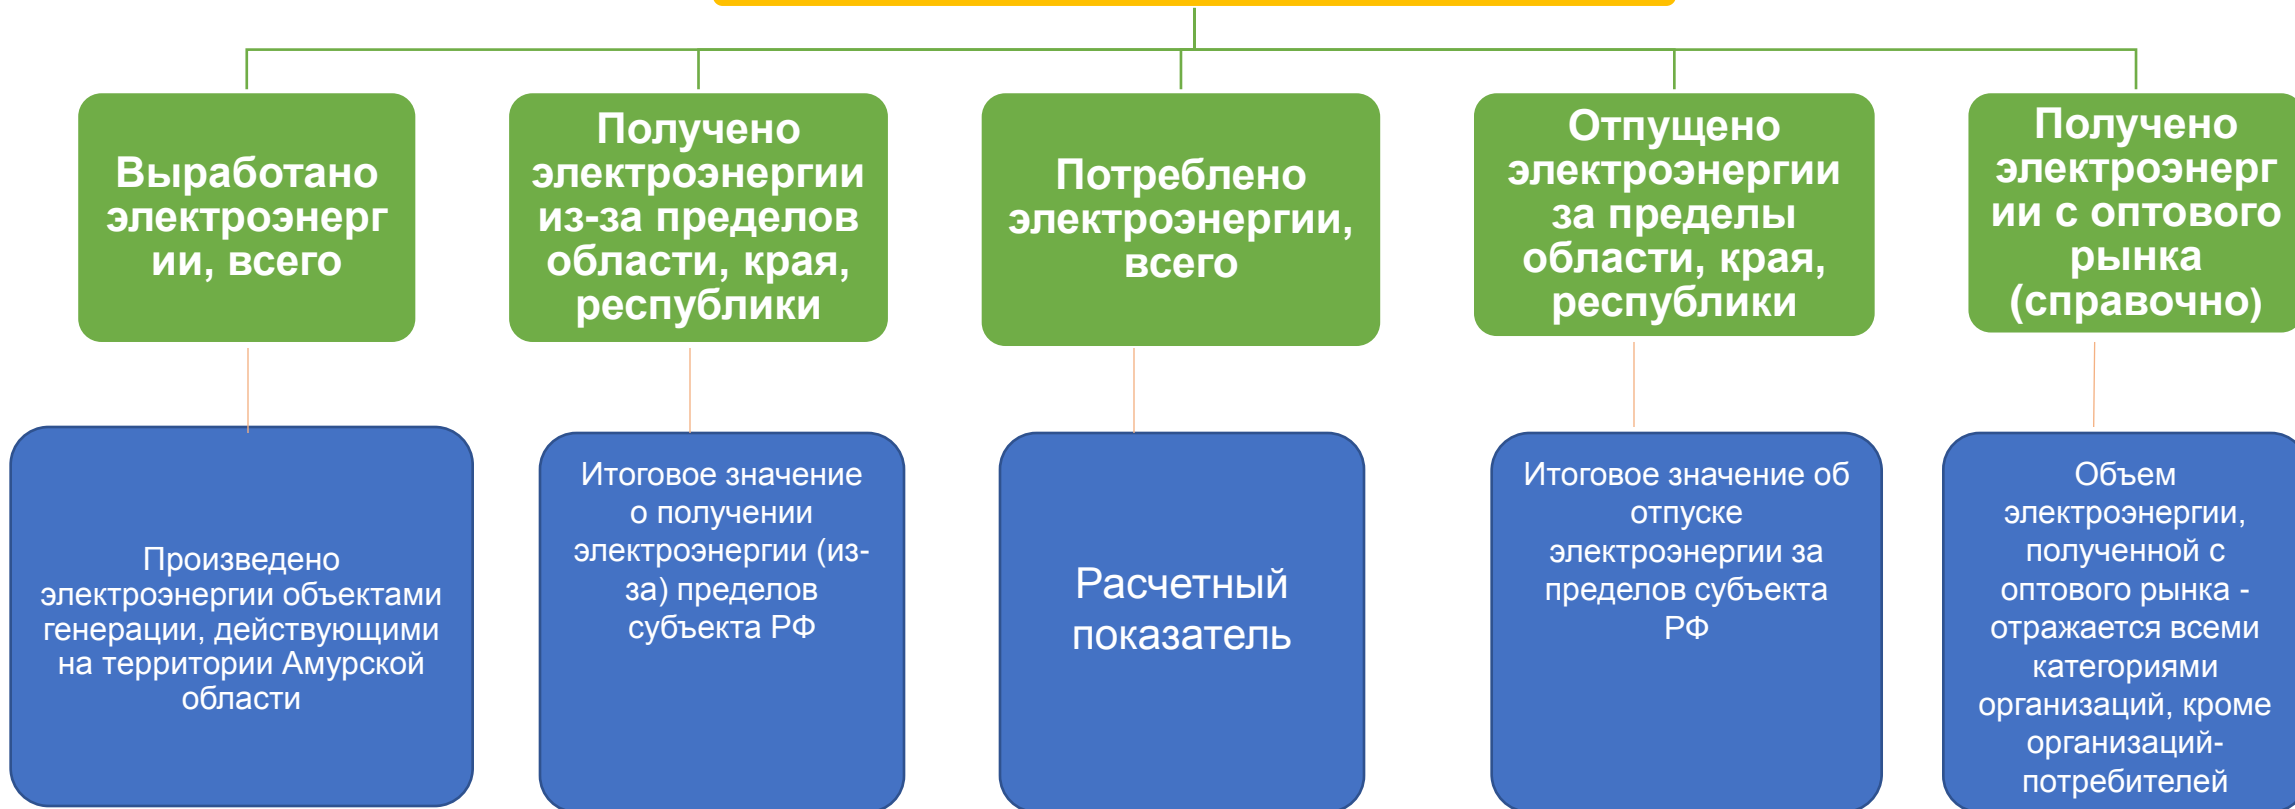 Выработано
электроэнерг
ии, всего
Получено
электроэнергии
из-за пределов
области, края,
республики
Потреблено
электроэнергии,
всего
Отпущено
электроэнергии
за пределы
области, края,
республики
Получено
электроэнерг
ии с оптового
рынка
(справочно)
Произведено
электроэнергии объектами
генерации, действующими
на территории Амурской
области
Итоговое значение
о получении
электроэнергии (из-
за) пределов
субъекта РФ
Расчетный
показатель
Итоговое значение об
отпуске
электроэнергии за
пределов субъекта
РФ
Объем
электроэнергии,
полученной с
оптового рынка -
отражается всеми
категориями
организаций, кроме
организаций-
потребителей